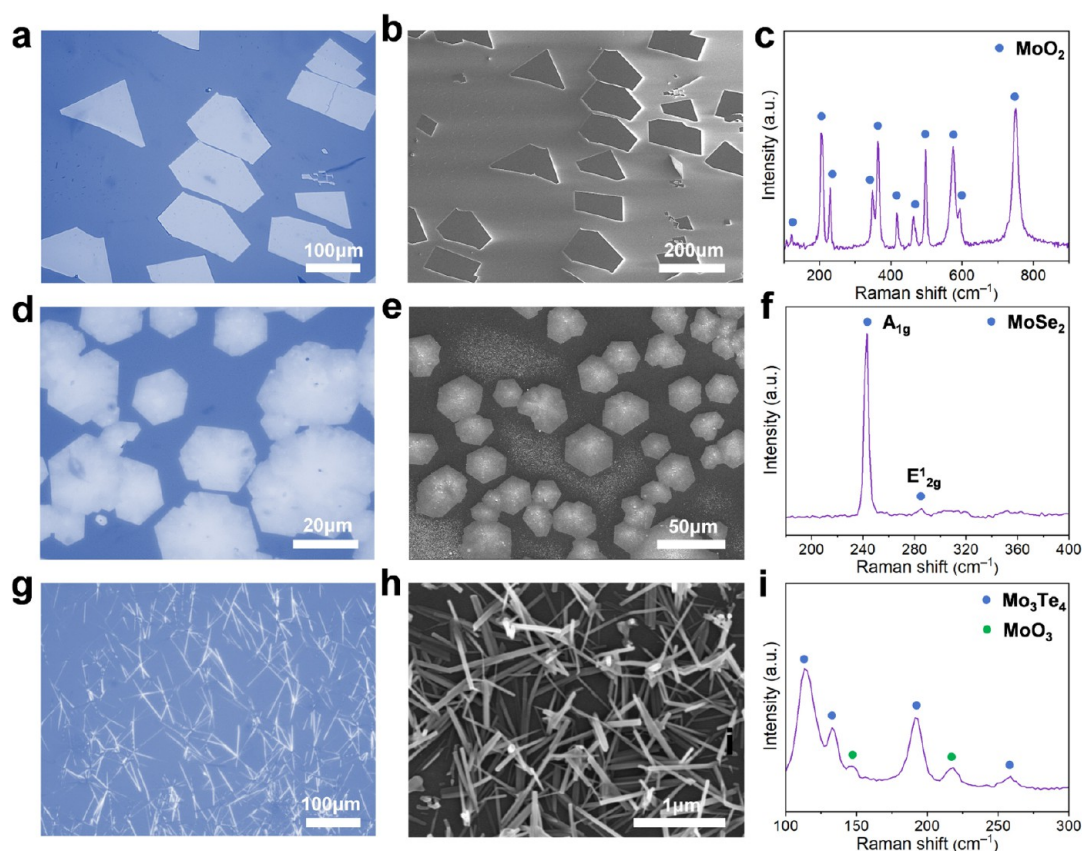 a
100μm
b
200μm
c
MoO₂
Intensity (a.u.)
200 400 600 800
Raman shift (cm⁻¹)
d
20μm
e
50μm
f
A₁g
MoSe₂
E¹₂g
Intensity (a.u.)
200 240 280 320 360 400
Raman shift (cm⁻¹)
g
100μm
h
i
1μm
i
Mo₃Te₄
MoO₃
Intensity (a.u.)
100 150 200 250 300
Raman shift (cm⁻¹)